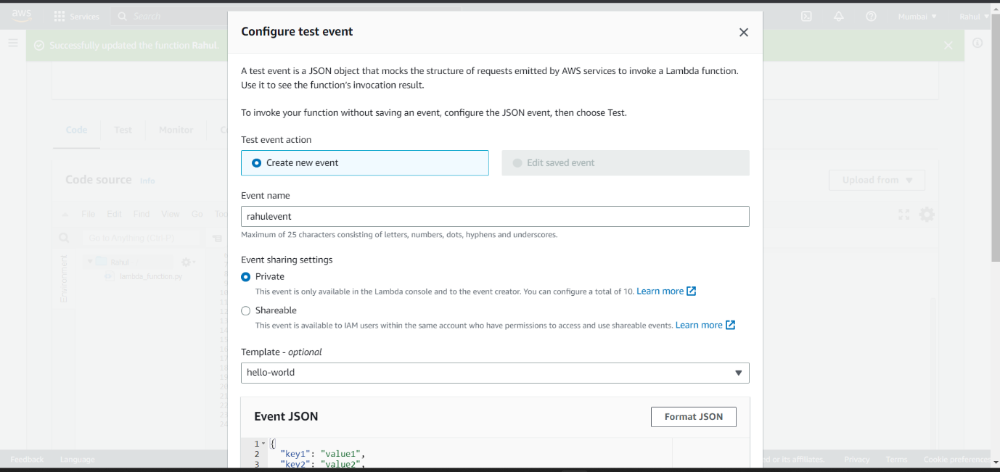 aws
Services
Search
Mumbai
Rahul
Configure test event
Successfully updated the function Rahul.
A test event is a JSON object that mocks the structure of requests emitted by AWS services to invoke a Lambda function.
Use it to see the function's invocation result.
To invoke your function without saving an event, configure the JSON event, then choose Test.
Code
Test
Monitor
Test event action
Create new event
Edit saved event
Code source
Info
Upload from
Event name
File
Edit
Find
View
Go
rahulevent
Maximum of 25 characters consisting of letters, numbers, dots, hyphens and underscores.
Go to Anything (Ctrl-P)
Environment
Rahul
lambda_function.py
Event sharing settings
Private
This event is only available in the Lambda console and to the event creator. You can configure a total of 10. Learn more
Shareable
This event is available to IAM users within the same account who have permissions to access and use shareable events. Learn more
Template - optional
hello-world
Event JSON
Format JSON
1 {
2 "key1": "value1",
3 "key2": "value2",
Feedback
Language
or its affiliates.
Privacy
Terms
Cookie preferences